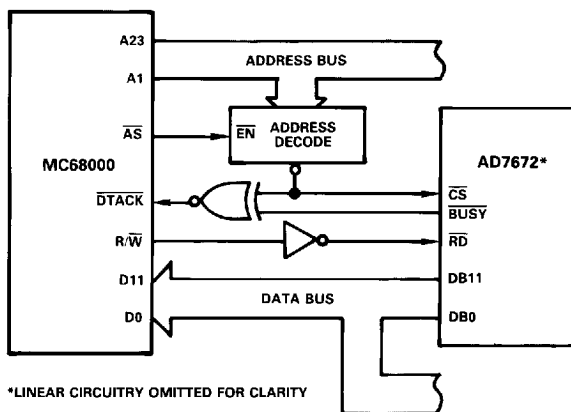 A23
ADDRESS BUS
A1
AS
EN
ADDRESS
DECODE
MC68000
AD7672*
DTACK
CS
BUSY
R/W
RD
D11
DB11
DATA BUS
D0
DB0
*LINEAR CIRCUITRY OMITTED FOR CLARITY